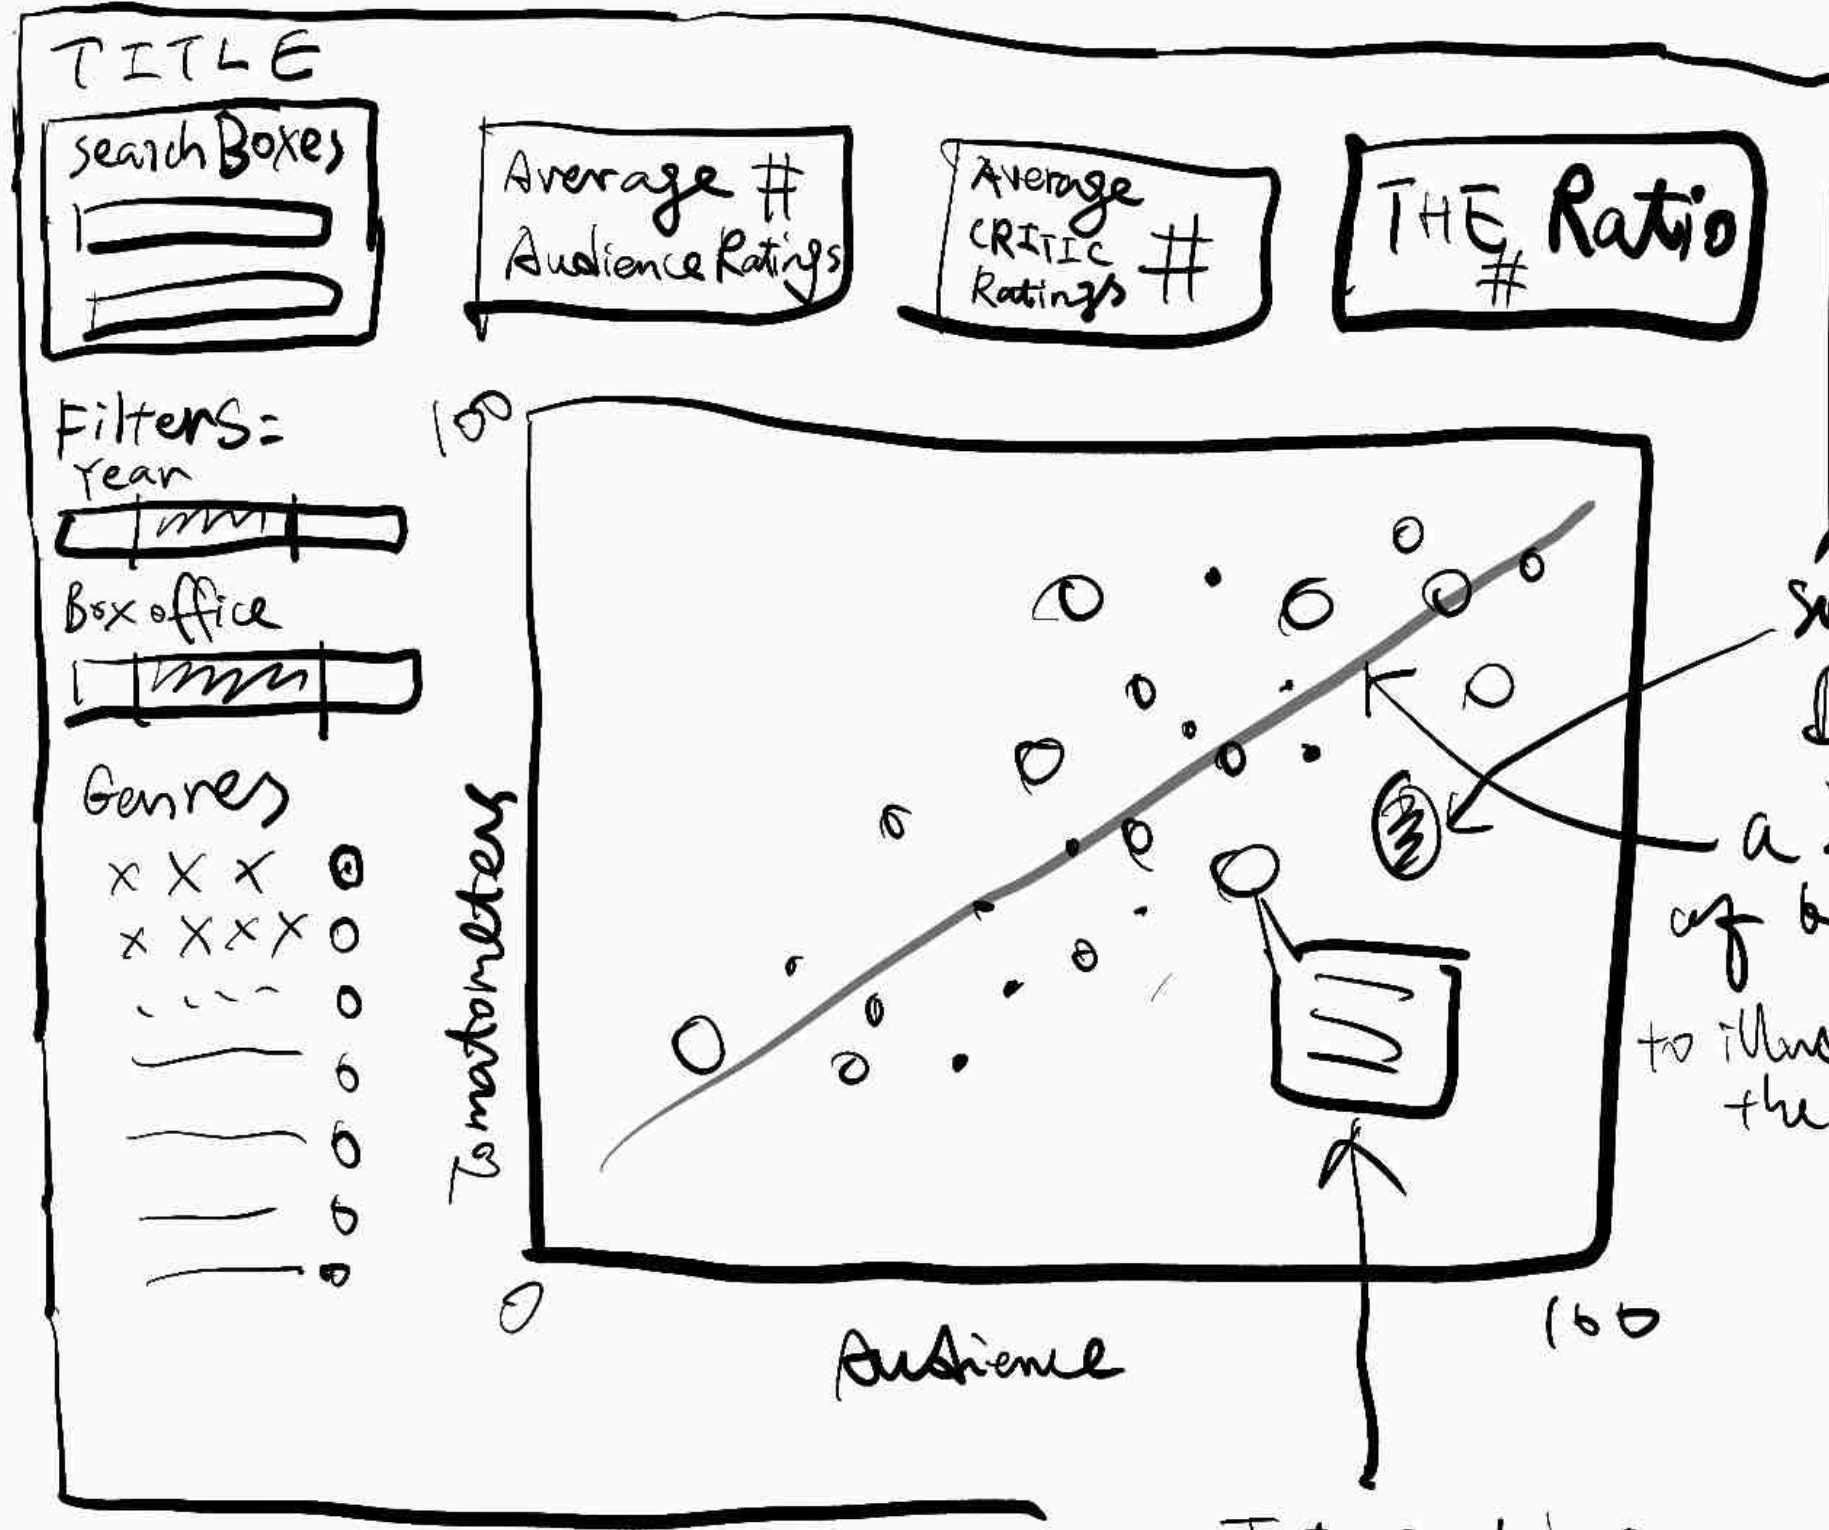 TITLE
search Boxes
Average #
Audience Ratings
Average
CRITIC #
Ratings
THE Ratio
#
Filters:
Year
Box office
Genres
x X x
x X x X
100
Tomatometers
0
Audience
100
a
of
to
the